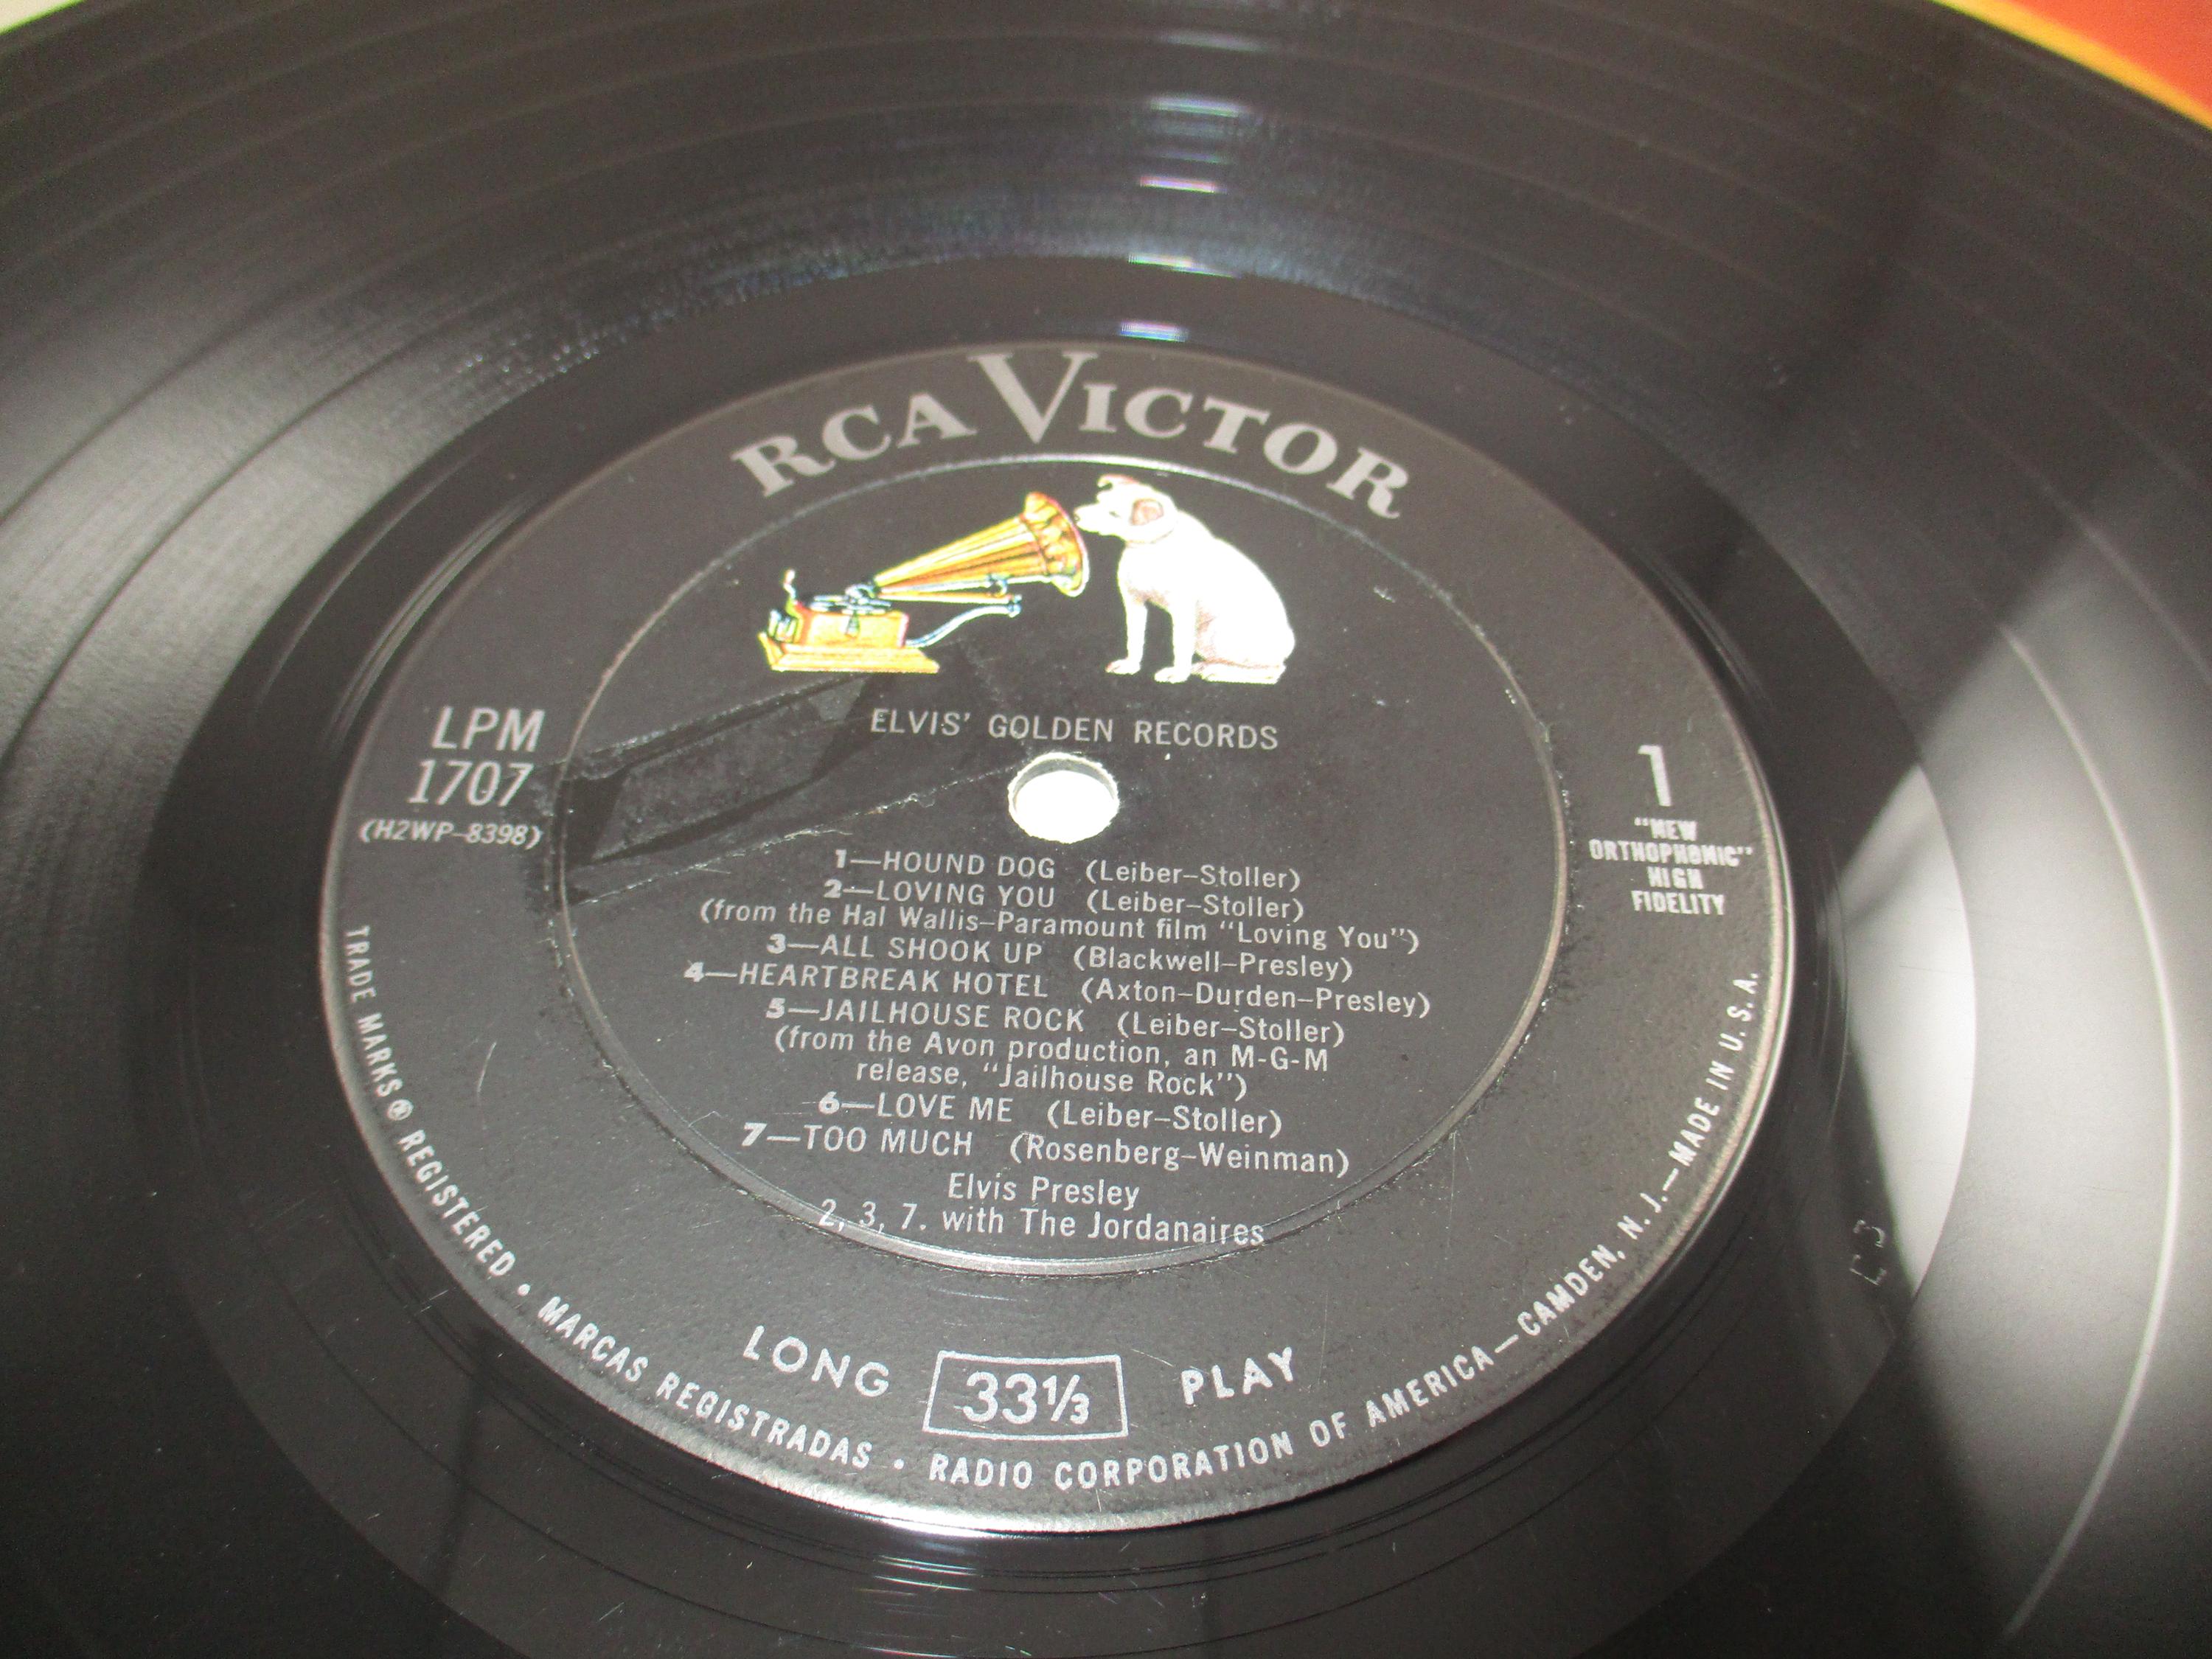 RCA VICTOR
ELVIS' GOLDEN RECORDS
LPM
1707
(H2WP-8398)
1
"NEW
ORTHOPHONIC"
HIGH
FIDELITY
1—HOUND DOG (Leiber-Stoller)
2—LOVING YOU (Leiber-Stoller)
(from the Hal Wallis-Paramount film "Loving You")
3—ALL SHOOK UP (Blackwell-Presley)
4—HEARTBREAK HOTEL (Axton-Durden-Presley)
5—JAILHOUSE ROCK (Leiber-Stoller)
(from the Avon production, an M-G-M
release, "Jailhouse Rock")
6—LOVE ME (Leiber-Stoller)
7—TOO MUCH (Rosenberg-Weinman)
Elvis Presley
2, 3, 7. with The Jordanaires
LONG 33⅓ PLAY
TRADE MARKS ® REGISTERED • MARCAS REGISTRADAS • RADIO CORPORATION OF AMERICA—CAMDEN, N. J.—MADE IN U. S. A.